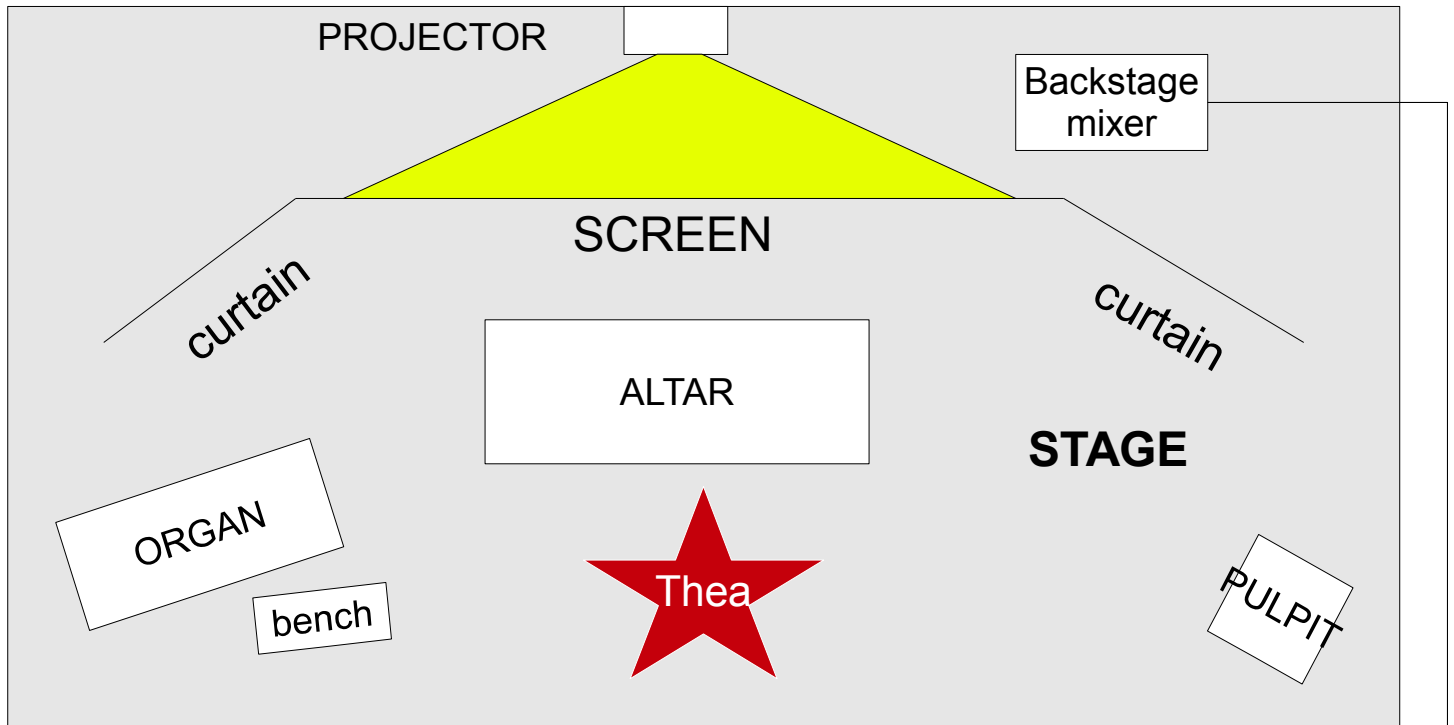 PROJECTOR
Backstage
mixer
SCREEN
curtain
curtain
ALTAR
STAGE
ORGAN
Thea
bench
PULPIT